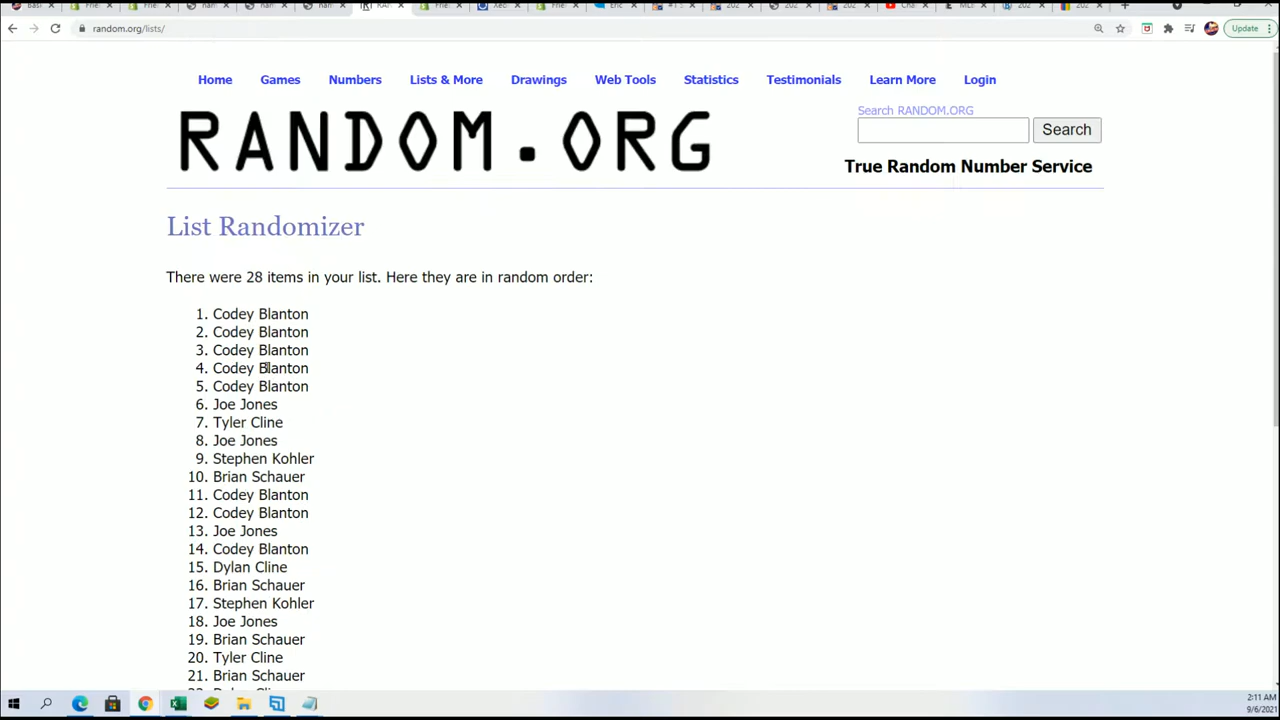 random.org/lists/
Update
Home Games Numbers Lists & More Drawings Web Tools Statistics Testimonials Learn More Login
RANDOM.ORG
Search RANDOM.ORG
Search
True Random Number Service
List Randomizer
There were 28 items in your list. Here they are in random order:
1. Codey Blanton
2. Codey Blanton
3. Codey Blanton
4. Codey Blanton
5. Codey Blanton
6. Joe Jones
7. Tyler Cline
8. Joe Jones
9. Stephen Kohler
10. Brian Schauer
11. Codey Blanton
12. Codey Blanton
13. Joe Jones
14. Codey Blanton
15. Dylan Cline
16. Brian Schauer
17. Stephen Kohler
18. Joe Jones
19. Brian Schauer
20. Tyler Cline
21. Brian Schauer
2:11 AM
9/6/2021